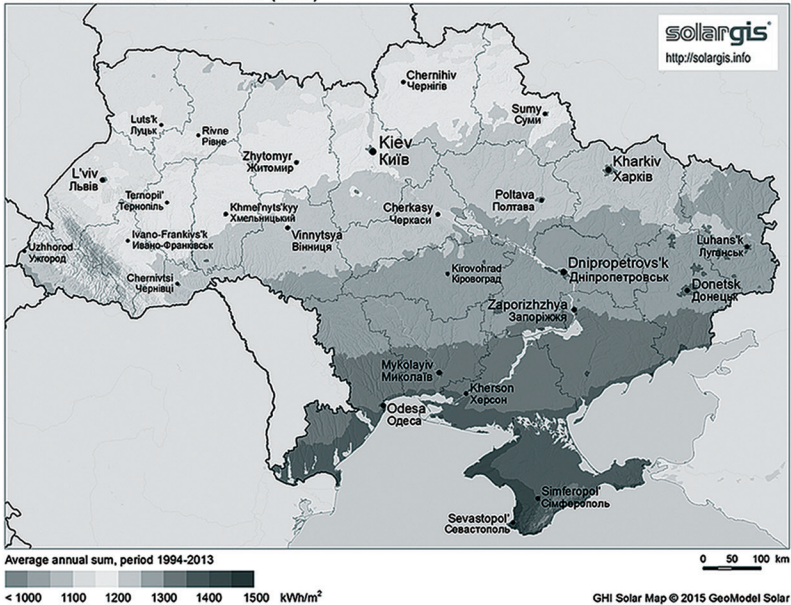 solargis
http://solargis.info
Chernihiv
Чернігів
Sumy
Суми
Luts'k
Луцьк
Rivne
Рівне
Kiev
Київ
Zhytomyr
Житомир
Kharkiv
Харків
L'viv
Львів
Ternopil'
Тернопіль
Khmel'nyts'kyy
Хмельницький
Cherkasy
Черкаси
Poltava
Полтава
Ivano-Frankivs'k
Ивано-Франковськ
Vinnytsya
Вінниця
Uzhhorod
Ужгород
Luhans'k
Луганськ
Chernivtsi
Чернівці
Kirovohrad
Кіровоград
Dnipropetrovs'k
Дніпропетровськ
Donetsk
Донецьк
Zaporizhzhya
Запоріжжя
Mykolayiv
Миколаїв
Kherson
Херсон
Odesa
Одеса
Simferopol'
Сімферополь
Sevastopol'
Севастополь
Average annual sum, period 1994-2013
0 50 100 km
< 1000 1100 1200 1300 1400 1500 kWh/m²
GHI Solar Map © 2015 GeoModel Solar